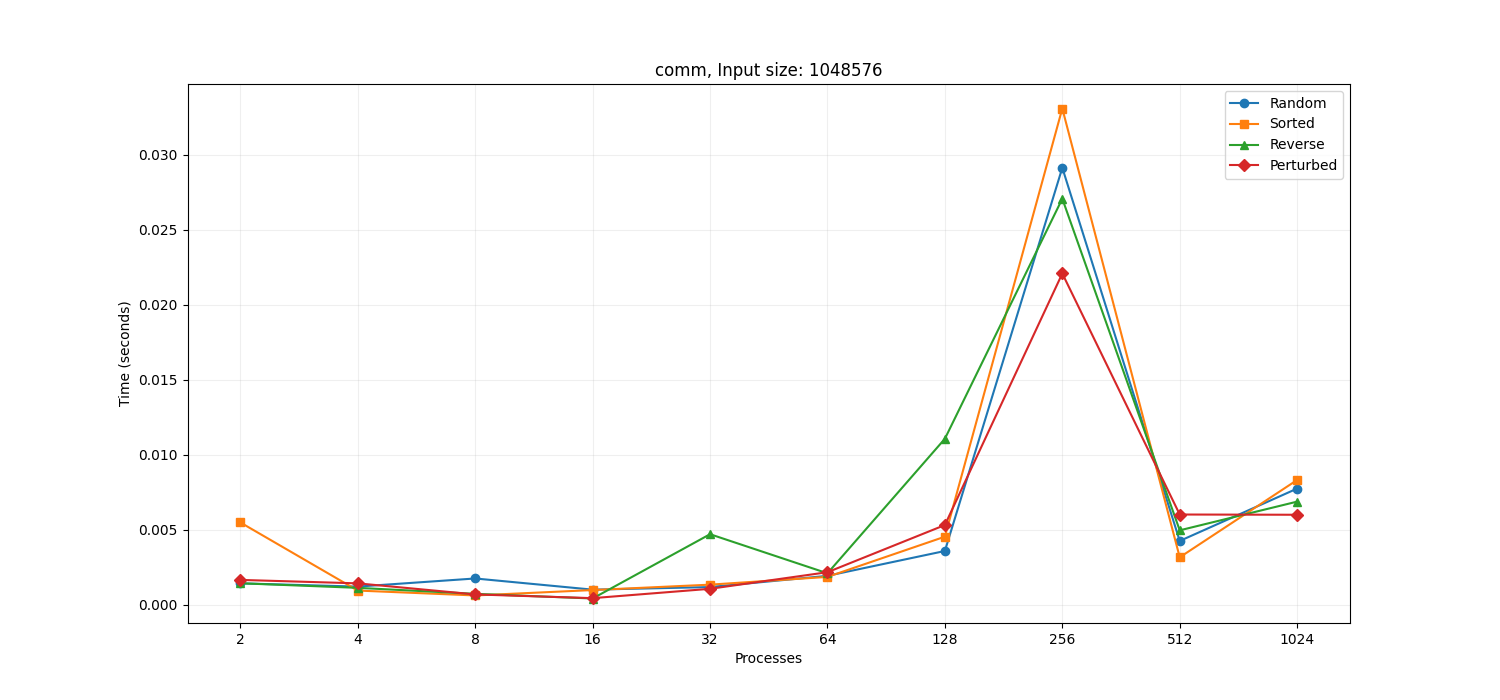 comm, Input size: 1048576
Random
Sorted
Reverse
Perturbed
0.030
0.025
0.020
0.015
0.010
0.005
0.000
Time (seconds)
2 4 8 16 32 64 128 256 512 1024
Processes